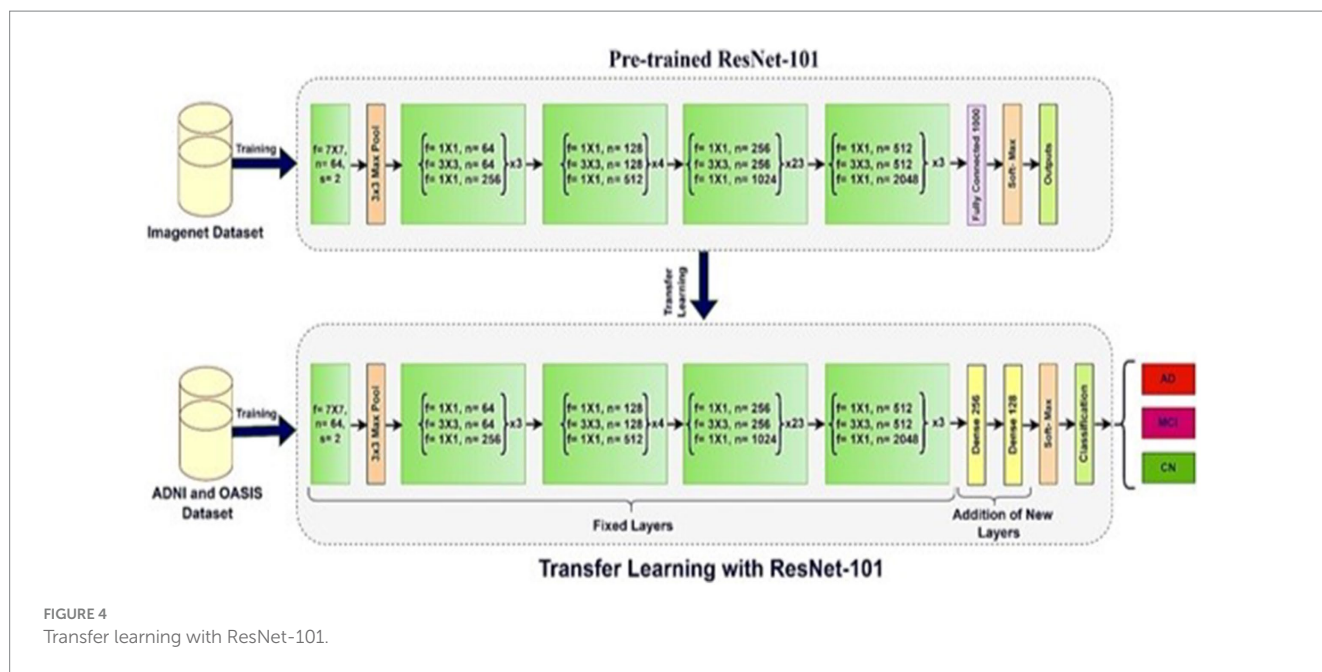 Pre-trained ResNet-101
Training
Imagenet Dataset
f= 7X7,
n= 64,
s= 2
3x3 Max Pool
f= 1X1, n= 64
f= 3X3, n= 64
f= 1X1, n= 256
x3
f= 1X1, n= 128
f= 3X3, n= 128
f= 1X1, n= 512
x4
f= 1X1, n= 256
f= 3X3, n= 256
f= 1X1, n= 1024
x23
f= 1X1, n= 512
f= 3X3, n= 512
f= 1X1, n= 2048
x3
Fully Connected 1000
Soft- Max
Outputs
Transfer
Learning
Training
ADNI and OASIS
Dataset
f= 7X7,
n= 64,
s= 2
3x3 Max Pool
f= 1X1, n= 64
f= 3X3, n= 64
f= 1X1, n= 256
x3
f= 1X1, n= 128
f= 3X3, n= 128
f= 1X1, n= 512
x4
f= 1X1, n= 256
f= 3X3, n= 256
f= 1X1, n= 1024
x23
f= 1X1, n= 512
f= 3X3, n= 512
f= 1X1, n= 2048
x3
Dense 256
Dense 128
Soft- Max
Classification
AD
MCI
CN
Fixed Layers
Addition of New
Layers
Transfer Learning with ResNet-101
FIGURE 4
Transfer learning with ResNet-101.